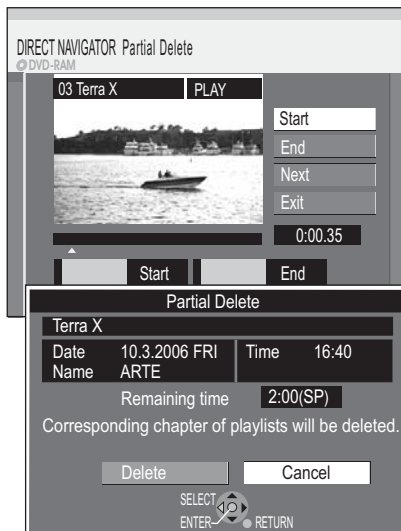 DIRECT NAVIGATOR Partial Delete
DVD-RAM
03 Terra X PLAY
Start
End
Next
Exit
0:00.35
Start End
Partial Delete
Terra X
Date 10.3.2006 FRI Time 16:40
Name ARTE
Remaining time 2:00(SP)
Corresponding chapter of playlists will be deleted.
Delete Cancel
SELECT
ENTER RETURN